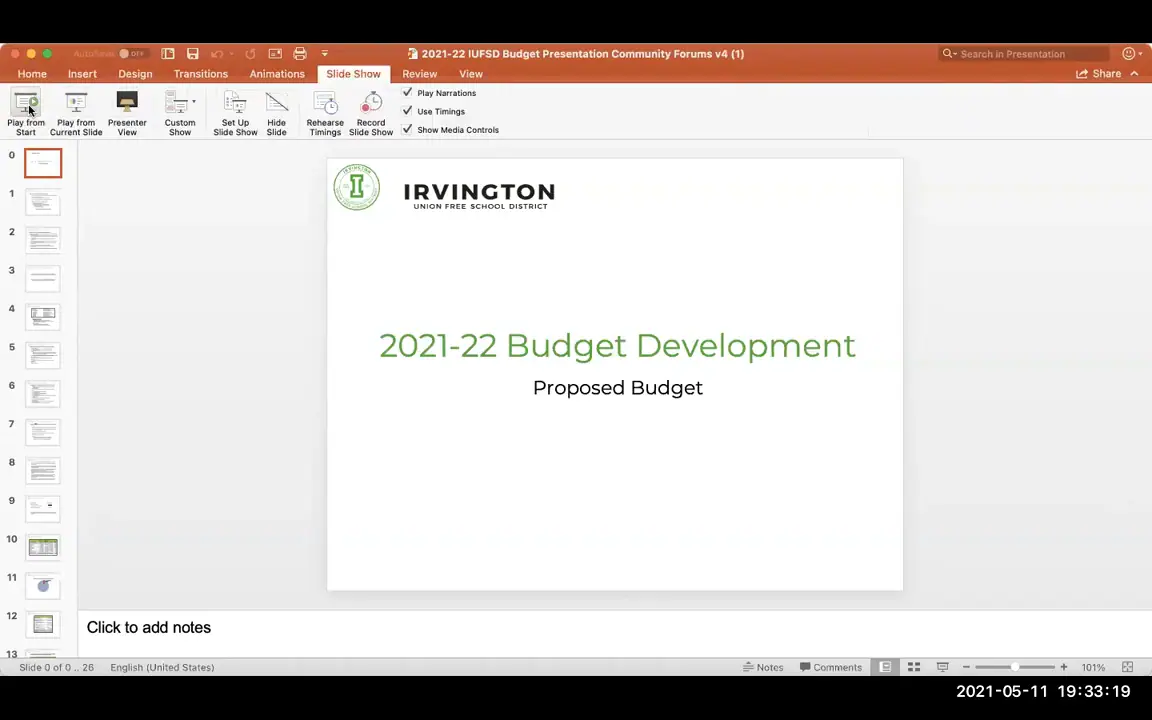 AutoSave OFF
2021-22 IUFSD Budget Presentation Community Forums v4 (1)
Search in Presentation
Home Insert Design Transitions Animations Slide Show Review View
Share
Play from Start
Play from Current Slide
Presenter View
Custom Show
Set Up Slide Show
Hide Slide
Rehearse Timings
Record Slide Show
Play Narrations
Use Timings
Show Media Controls
0
1
2
3
4
5
6
7
8
9
10
11
12
13
IRVINGTON
UNION FREE SCHOOL DISTRICT
2021-22 Budget Development
Proposed Budget
Click to add notes
Slide 0 of 0 .. 26 English (United States)
Notes Comments 101%
2021-05-11 19:33:19